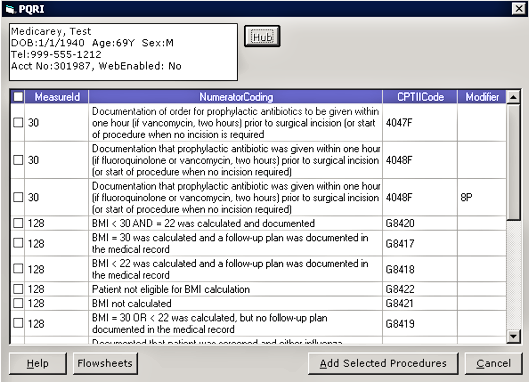 PQRI
Medicarey, Test
DOB:1/1/1940 Age:69Y Sex:M
Tel:999-555-1212
Acct No:301987, WebEnabled: No
Hub
MeasureId NumeratorCoding CPTIICode Modifier
Documentation of order for prophylactic antibiotics to be given within
30 one hour (if vancomycin, two hours) prior to surgical incision (or start 4047F
of procedure when no incision is required
Documentation that prophylactic antibiotic was given within one hour
30 (if fluoroquinolone or vancomycin, two hours) prior to surgical incision 4048F
(or start of procedure when no incision is required)
Documentation that prophylactic antibiotic was given within one hour
30 (if fluoroquinolone or vancomycin, two hours) prior to surgical incision 4048F 8P
(or start of procedure when no incision is required)
128 BMI < 30 AND = 22 was calculated and documented G8420
128 BMI = 30 was calculated and a follow-up plan was documented in G8417
the medical record
128 BMI < 22 was calculated and a follow-up plan was documented in G8418
the medical record
128 Patient not eligible for BMI calculation G8422
128 BMI not calculated G8421
128 BMI = 30 OR < 22 was calculated, but no follow-up plan G8419
documented in the medical record
Documented that patient was screened and either influenza
Help Flowsheets Add Selected Procedures Cancel